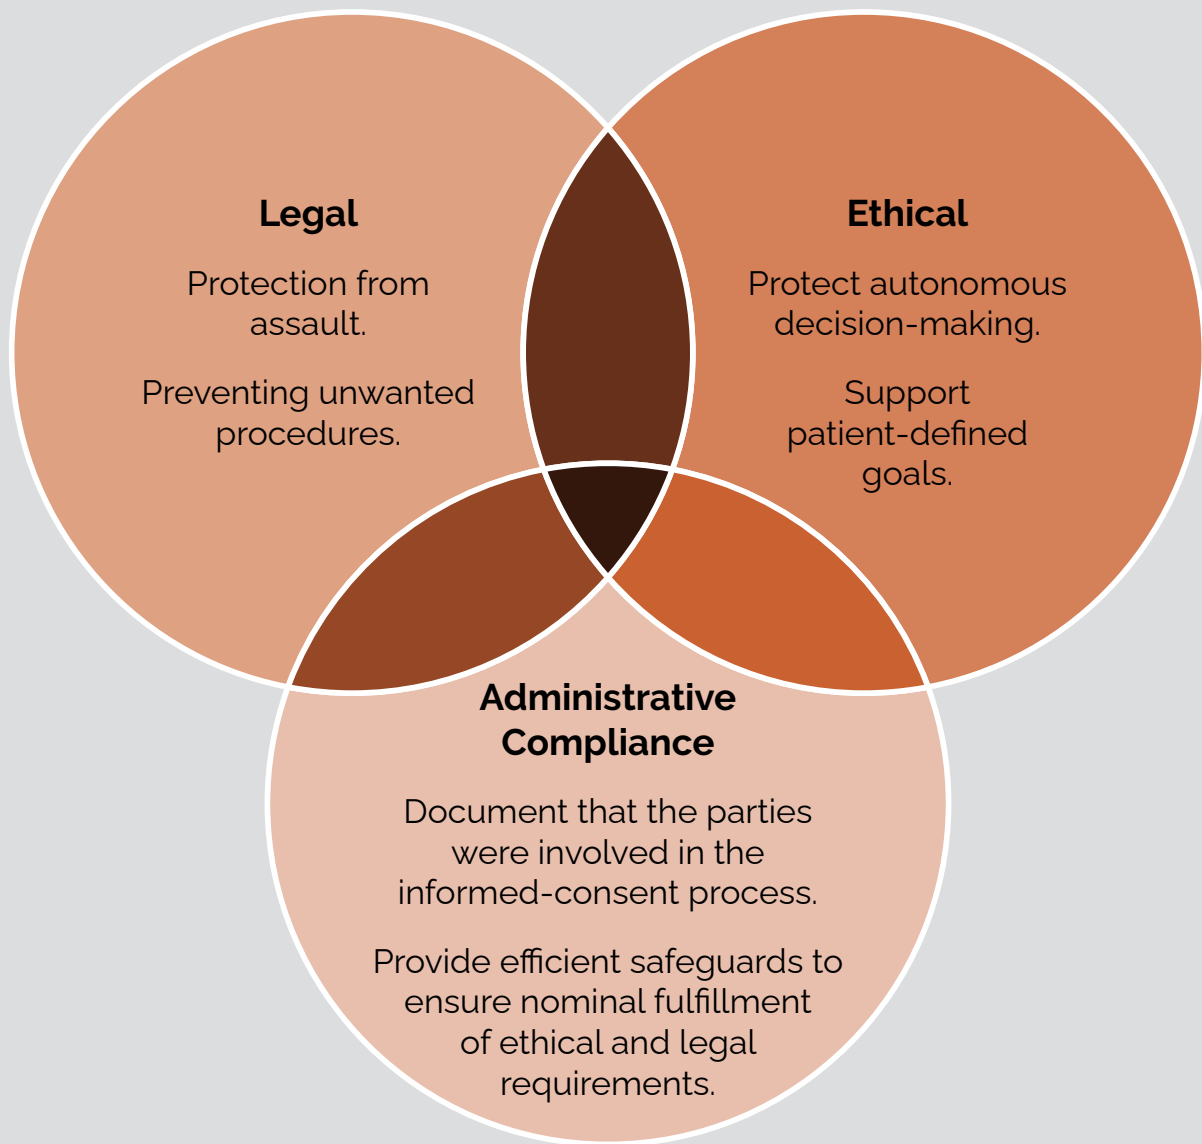 Legal
Protection from
assault.
Preventing unwanted
procedures.
Ethical
Protect autonomous
decision-making.
Support
patient-defined
goals.
Administrative
Compliance
Document that the parties
were involved in the
informed-consent process.
Provide efficient safeguards to
ensure nominal fulfillment
of ethical and legal
requirements.